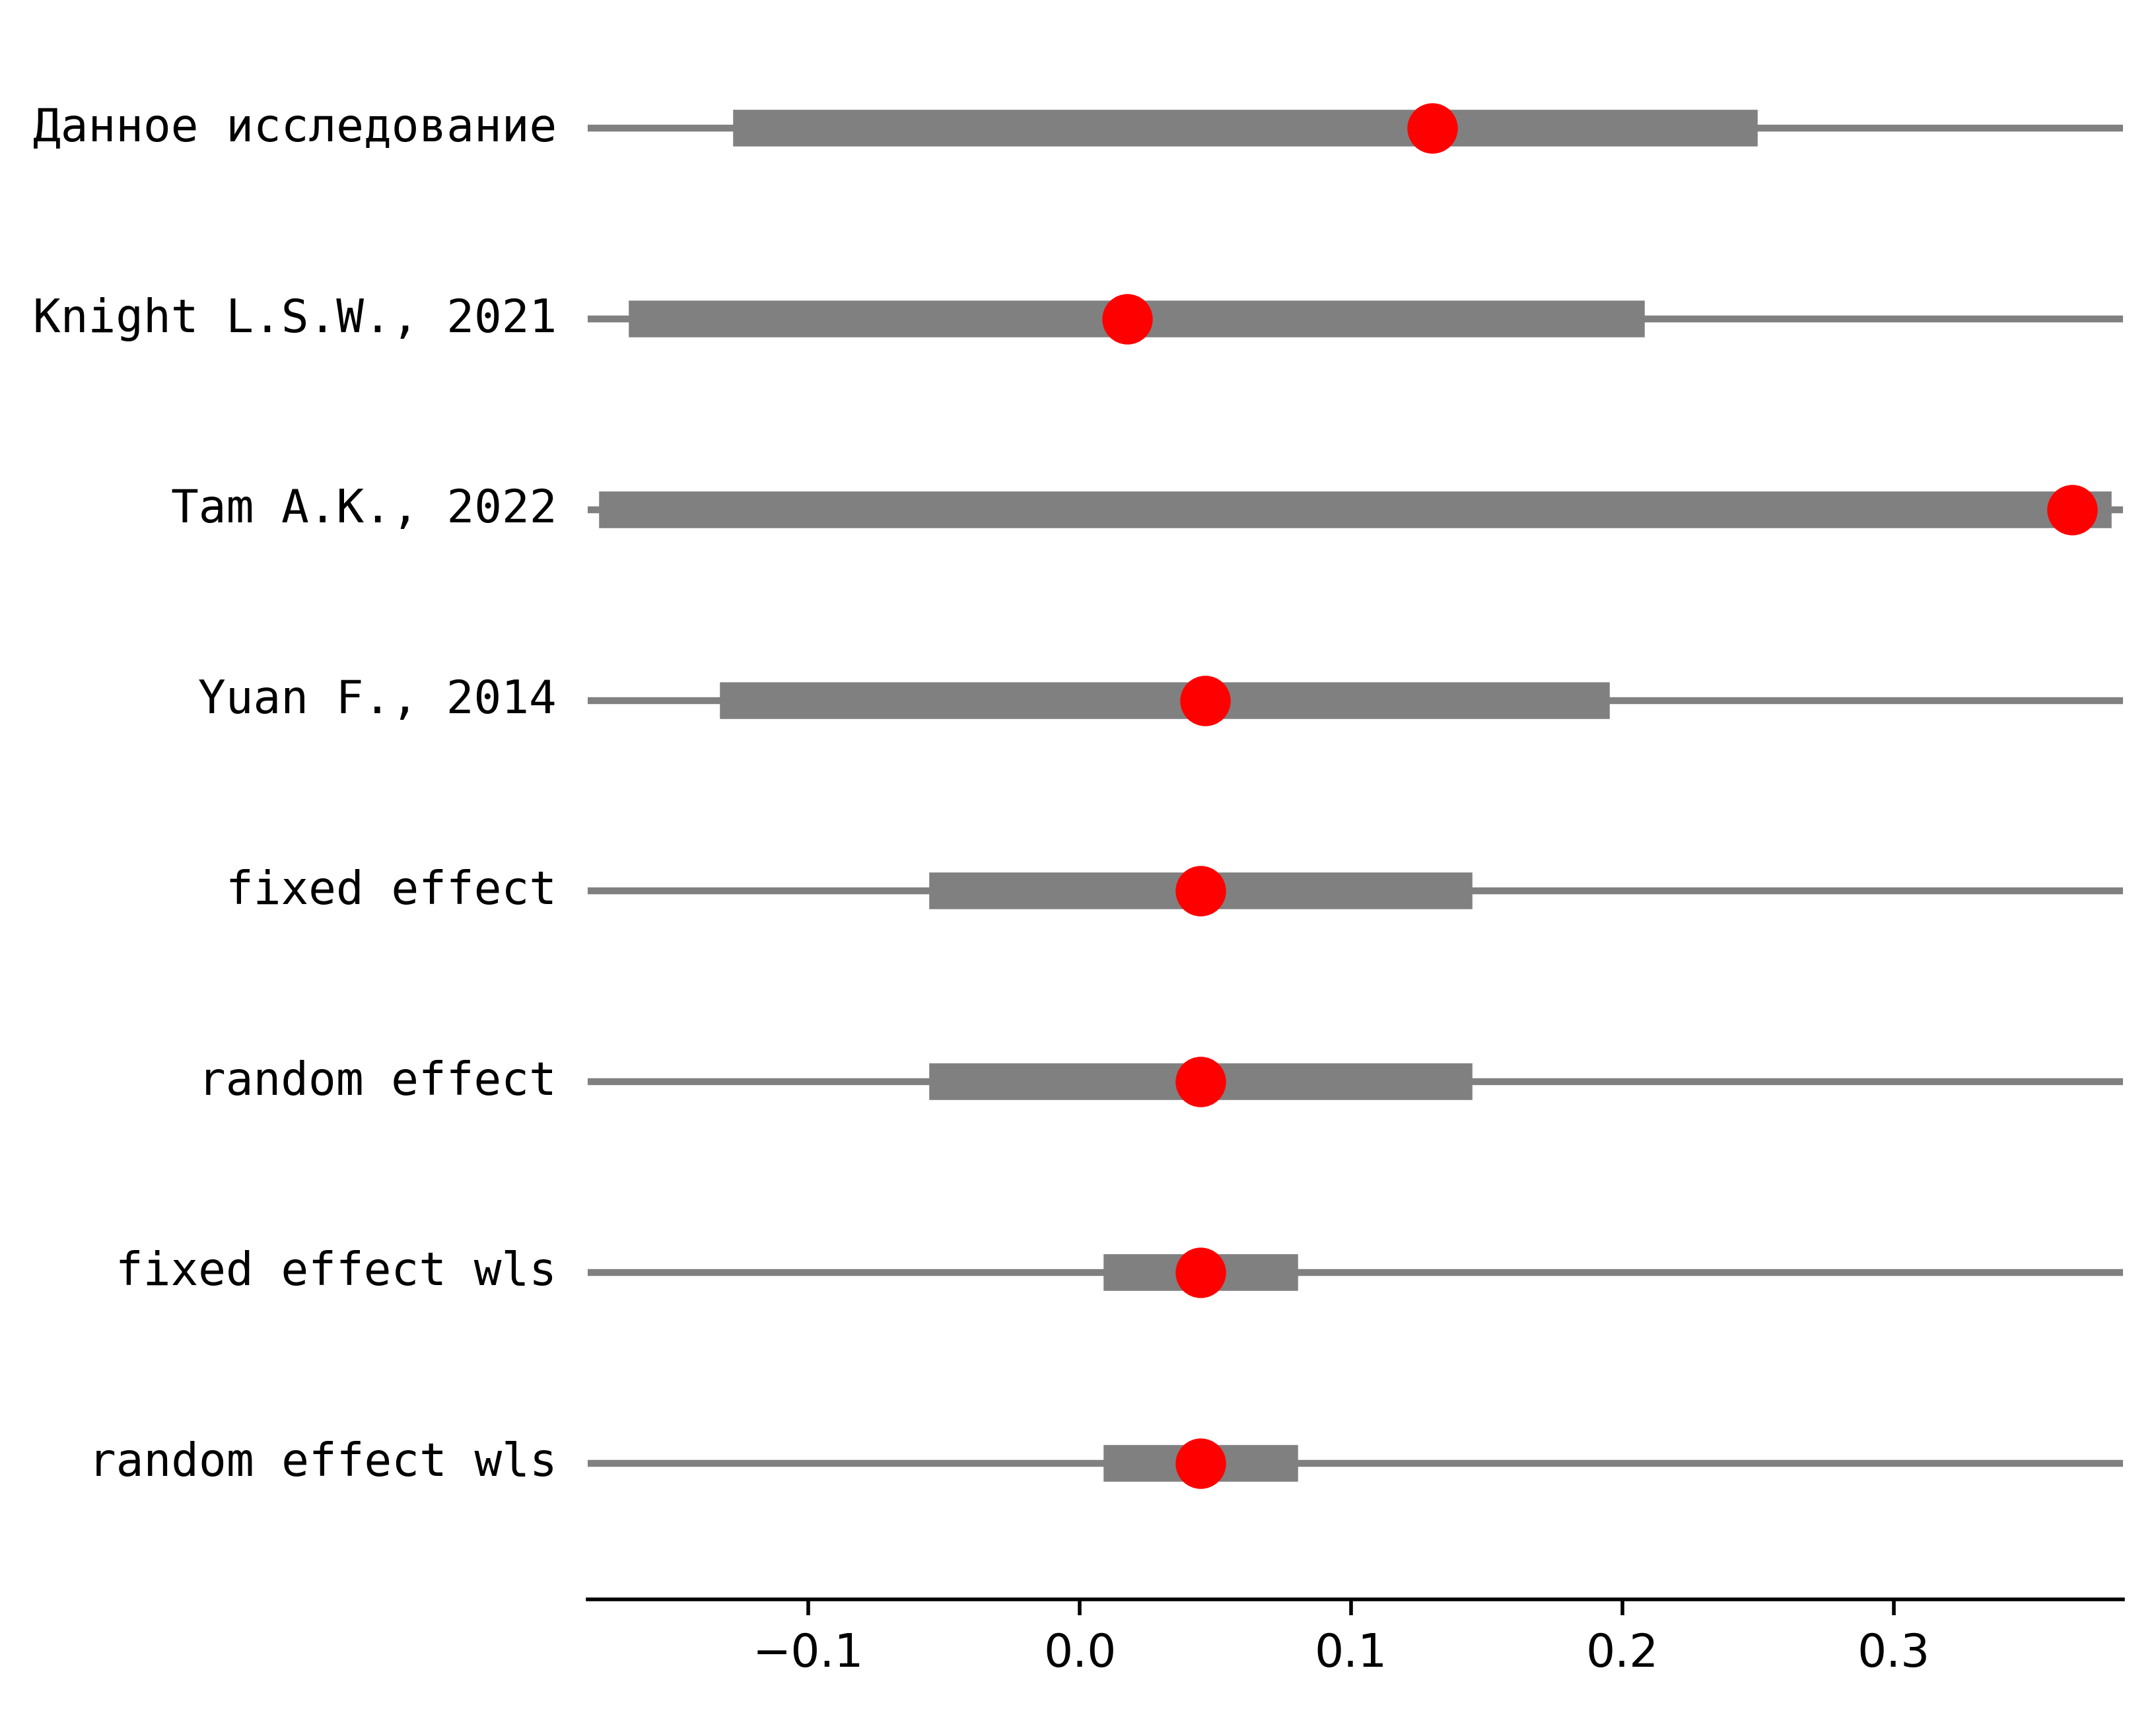 Данное исследование
Knight L.S.W., 2021
Tam A.K., 2022
Yuan F., 2014
fixed effect
random effect
fixed effect wls
random effect wls
−0.1 0.0 0.1 0.2 0.3